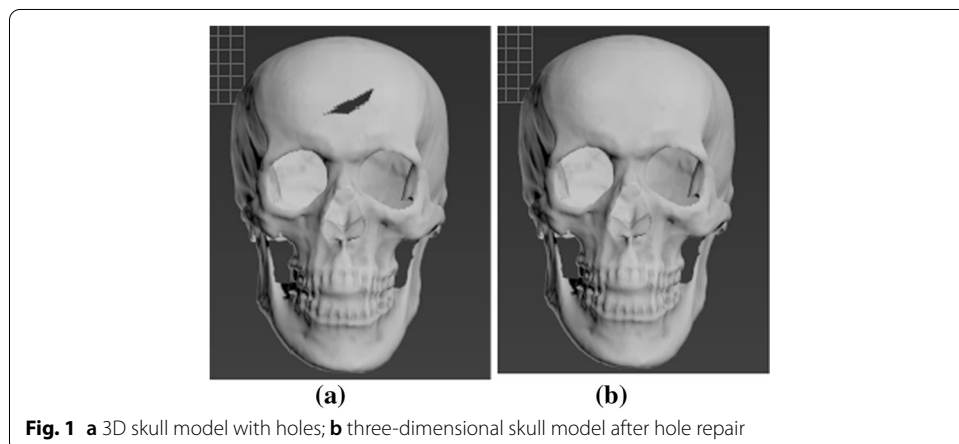 (a) (b)
Fig. 1 a 3D skull model with holes; b three-dimensional skull model after hole repair